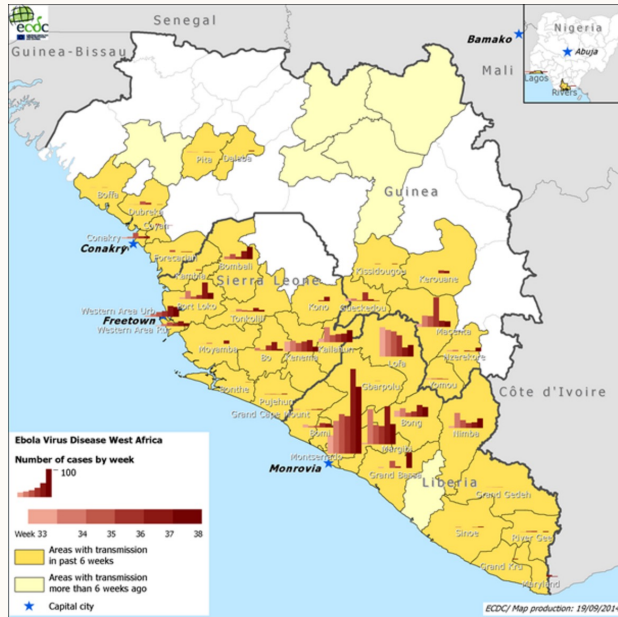 ecdc
Senegal
Guinea-Bissau
Bamako
Mali
Nigeria
Abuja
Lagos
Rivers
Pita
Dalaba
Boffa
Dubreka
Coyah
Guinea
Conakry
Conakry
Forecariah
Kambia
Bombali
Sierra Leone
Kissidougou
Kerouane
Port Loko
Kono
Gueckedou
Macenta
Western Area Urb
Freetown
Western Area Rur
Tonkolili
Moyamba
Bo
Kenema
Kailahun
Lofa
Nzerekore
Yomou
Bonthe
Pujehun
Gbarpolu
Grand Cape Mount
Côte d'Ivoire
Bomi
Bong
Nimba
Margibi
Montserrado
Monrovia
Grand Bassa
Liberia
Grand Gedeh
Sinoe
River Gee
Grand Kru
Maryland
Ebola Virus Disease West Africa
Number of cases by week
100
Week 33 34 35 36 37 38
Areas with transmission
in past 6 weeks
Areas with transmission
more than 6 weeks ago
Capital city
ECDC/ Map production: 19/09/2014